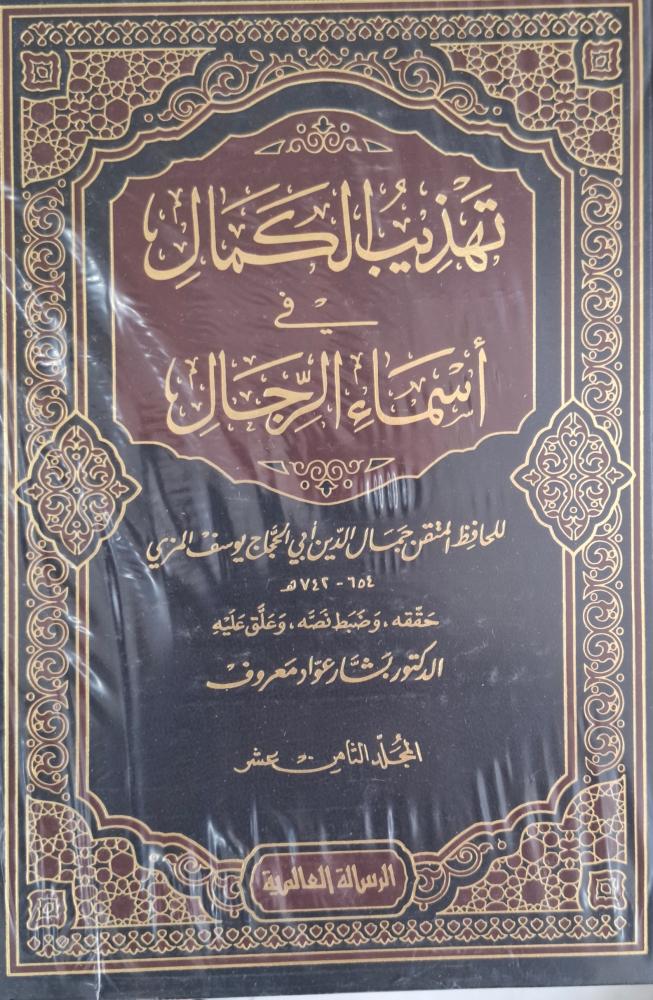 تهذيب الكمال
في
أسماء الرجال
للحافظ المتقن جمال الدين أبي الحجاج يوسف المزي
٦٥٤ - ٧٤٢ هـ
حققه، وضبط نصه، وعلق عليه
الدكتور بشار عواد معروف
المجلد الثامن عشر
الرسالة العالمية